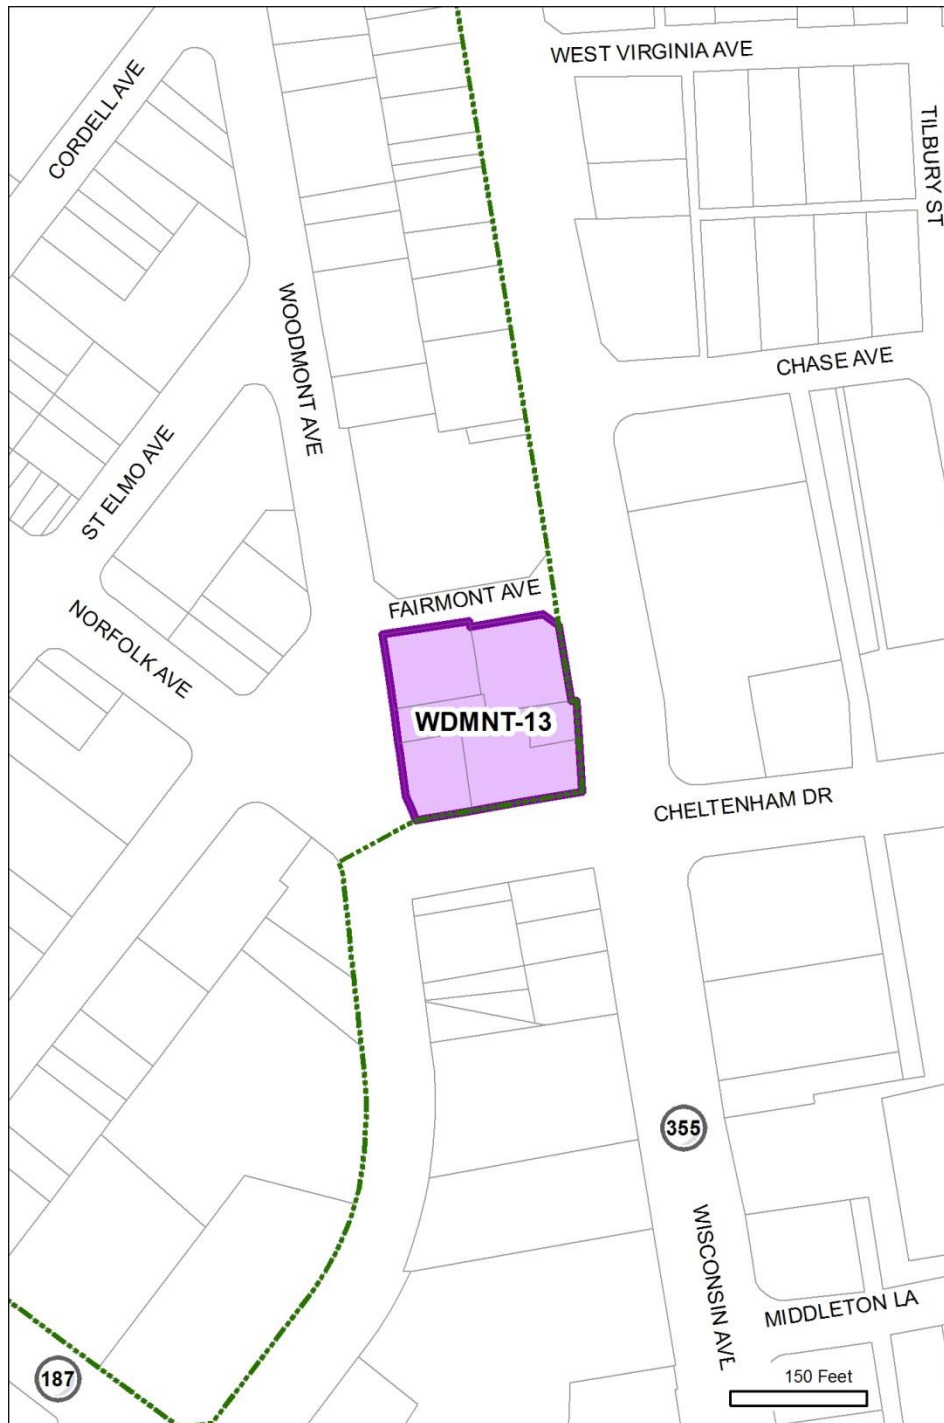 WEST VIRGINIA AVE
CORDELL AVE
TILBURY ST
WOODMONT AVE
CHASE AVE
ST ELMO AVE
FAIRMONT AVE
NORFOLK AVE
WDMNT-13
CHELTENHAM DR
355
WISCONSIN AVE
MIDDLETON LA
187
150 Feet